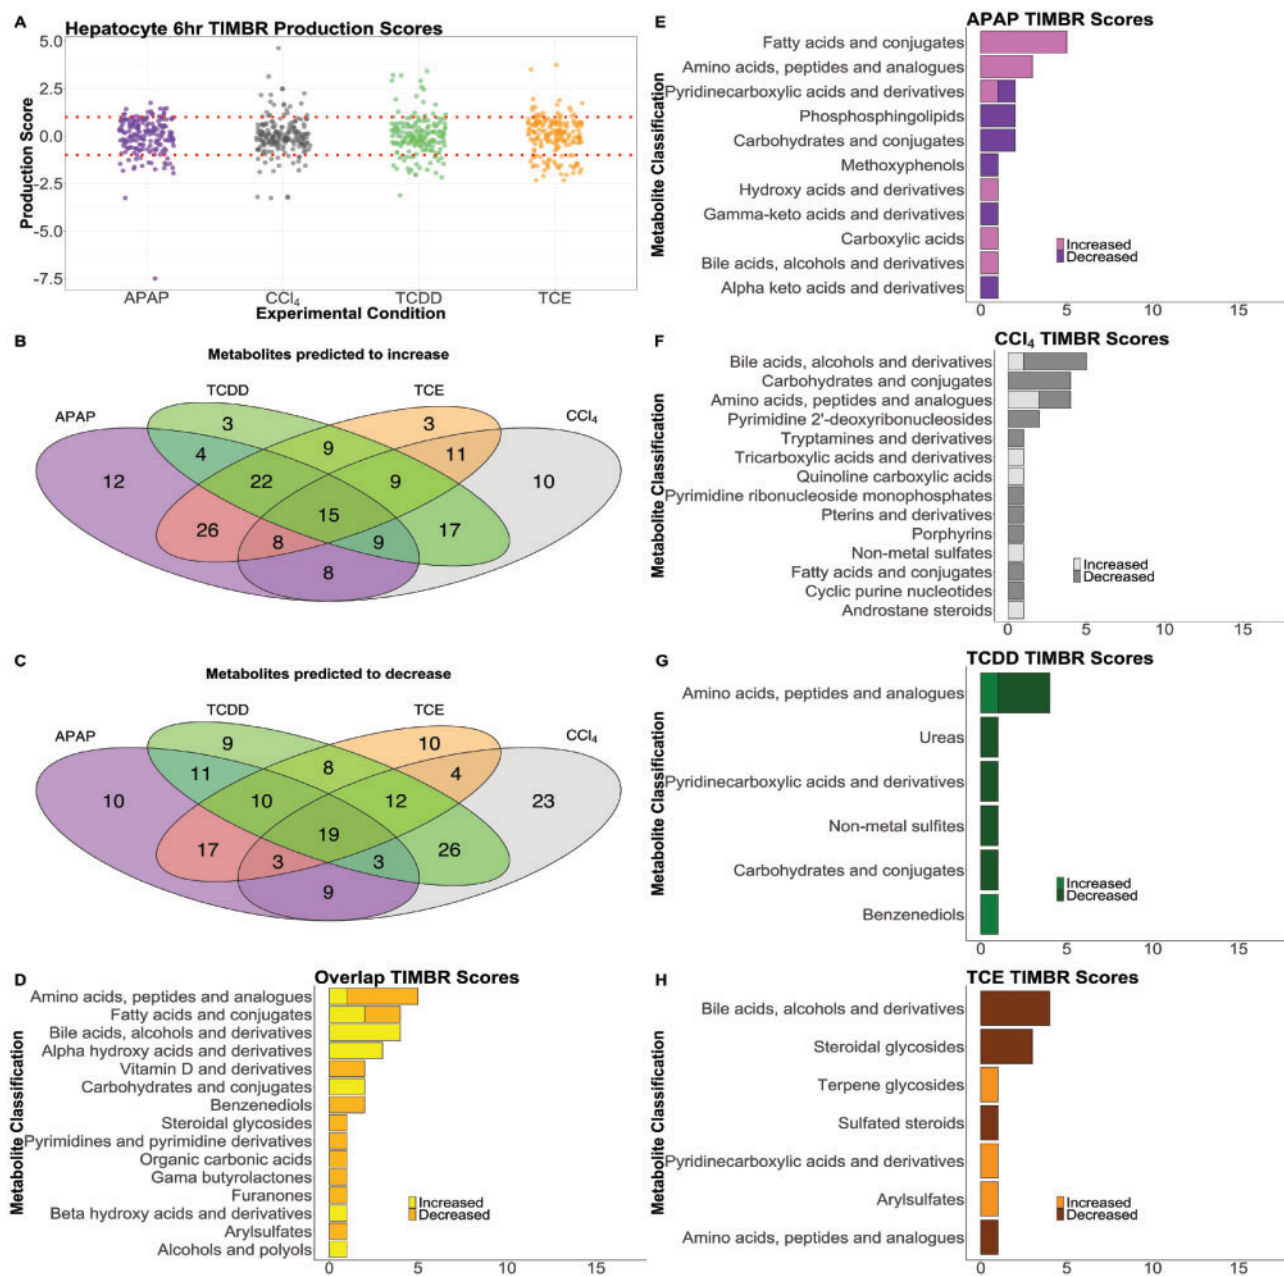 A
Hepatocyte 6hr TIMBR Production Scores
Production Score
5.0
2.5
0.0
-2.5
-5.0
-7.5
APAP
CCl₄
TCDD
TCE
Experimental Condition
B
Metabolites predicted to increase
TCDD
TCE
APAP
CCl₄
3
3
4
9
11
12
22
9
10
15
26
17
8
9
8
C
Metabolites predicted to decrease
TCDD
TCE
APAP
CCl₄
9
10
11
8
4
10
10
12
23
19
17
26
3
3
9
D
Overlap TIMBR Scores
Metabolite Classification
Amino acids, peptides and analogues
Fatty acids and conjugates
Bile acids, alcohols and derivatives
Alpha hydroxy acids and derivatives
Vitamin D and derivatives
Carbohydrates and conjugates
Benzenediols
Steroidal glycosides
Pyrimidines and pyrimidine derivatives
Organic carbonic acids
Gama butyrolactones
Furanones
Beta hydroxy acids and derivatives
Arylsulfates
Alcohols and polyols
Increased
Decreased
0 5 10 15
E
APAP TIMBR Scores
Metabolite Classification
Fatty acids and conjugates
Amino acids, peptides and analogues
Pyridinecarboxylic acids and derivatives
Phosphosphingolipids
Carbohydrates and conjugates
Methoxyphenols
Hydroxy acids and derivatives
Gamma-keto acids and derivatives
Carboxylic acids
Bile acids, alcohols and derivatives
Alpha keto acids and derivatives
Increased
Decreased
0 5 10 15
F
CCl₄ TIMBR Scores
Metabolite Classification
Bile acids, alcohols and derivatives
Carbohydrates and conjugates
Amino acids, peptides and analogues
Pyrimidine 2'-deoxyribonucleosides
Tryptamines and derivatives
Tricarboxylic acids and derivatives
Quinoline carboxylic acids
Pyrimidine ribonucleoside monophosphates
Pterins and derivatives
Porphyrins
Non-metal sulfates
Fatty acids and conjugates
Cyclic purine nucleotides
Androstane steroids
Increased
Decreased
0 5 10 15
G
TCDD TIMBR Scores
Metabolite Classification
Amino acids, peptides and analogues
Ureas
Pyridinecarboxylic acids and derivatives
Non-metal sulfites
Carbohydrates and conjugates
Benzenediols
Increased
Decreased
0 5 10 15
H
TCE TIMBR Scores
Metabolite Classification
Bile acids, alcohols and derivatives
Steroidal glycosides
Terpene glycosides
Sulfated steroids
Pyridinecarboxylic acids and derivatives
Arylsulfates
Amino acids, peptides and analogues
Increased
Decreased
0 5 10 15